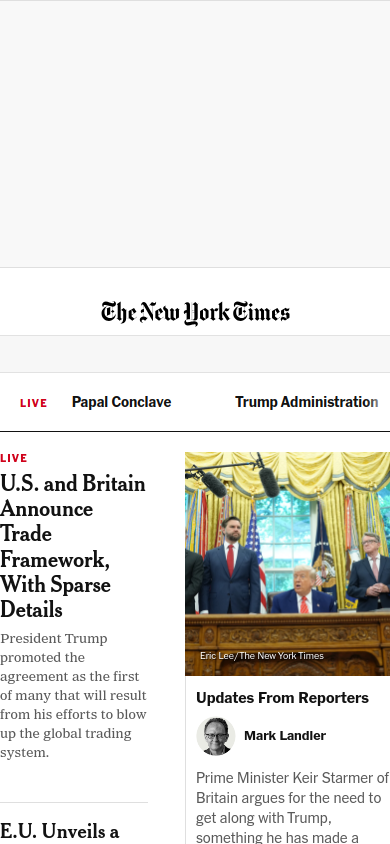 The New York Times
LIVE Papal Conclave Trump Administration
LIVE
U.S. and Britain
Announce
Trade
Framework,
With Sparse
Details
President Trump
promoted the
agreement as the first
of many that will result
from his efforts to blow
up the global trading
system.
E.U. Unveils a
Eric Lee/The New York Times
Updates From Reporters
Mark Landler
Prime Minister Keir Starmer of
Britain argues for the need to
get along with Trump,
something he has made a